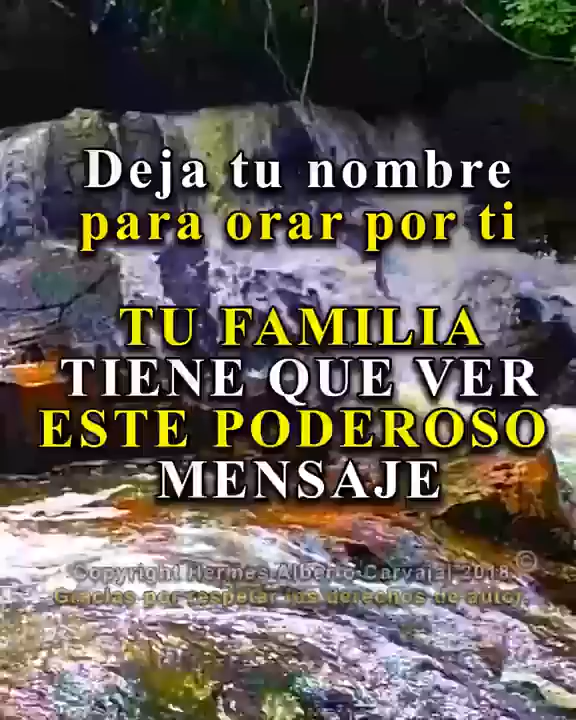 Deja tu nombre
para orar por ti
TU FAMILIA
TIENE QUE VER
ESTE PODEROSO
MENSAJE
Copyright Hermes Alberto Carvajal 2018 ©
Gracias por respetar los derechos de autor.